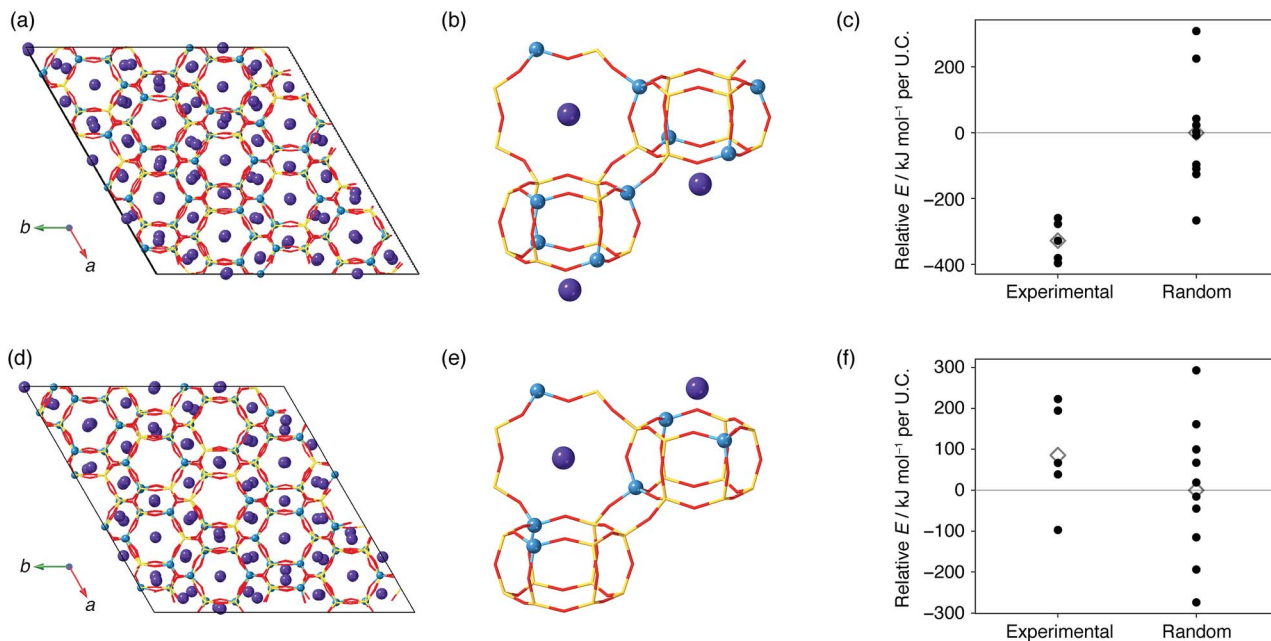 (a)
b
a
(b)
(c)
Relative E / kJ mol⁻¹ per U.C.
200
0
−200
−400
Experimental
Random
(d)
b
a
(e)
(f)
Relative E / kJ mol⁻¹ per U.C.
300
200
100
0
−100
−200
−300
Experimental
Random